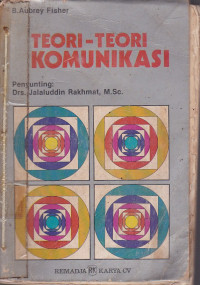 B. Aubrey Fisher
TEORI-TEORI
KOMUNIKASI
Penyunting:
Drs. Jalaluddin Rakhmat, M.Sc.
REMADJA KARYA CV